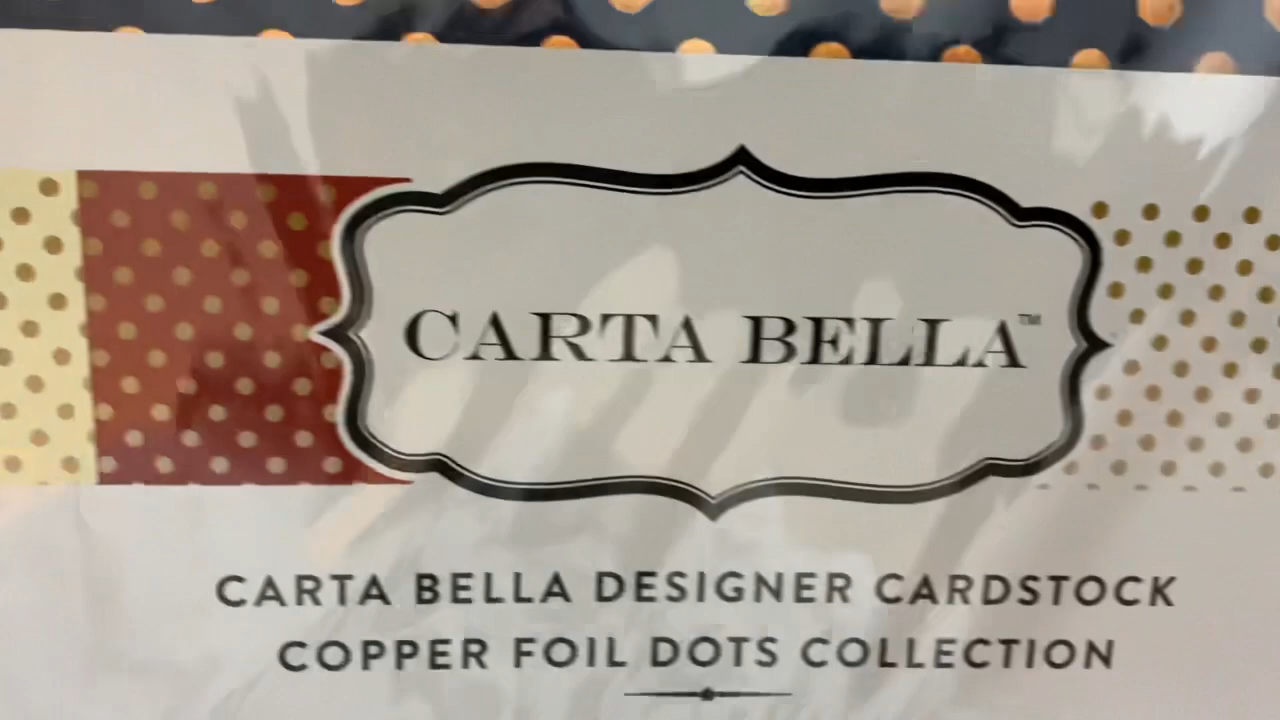 CARTA BELLA™
CARTA BELLA DESIGNER CARDSTOCK
COPPER FOIL DOTS COLLECTION